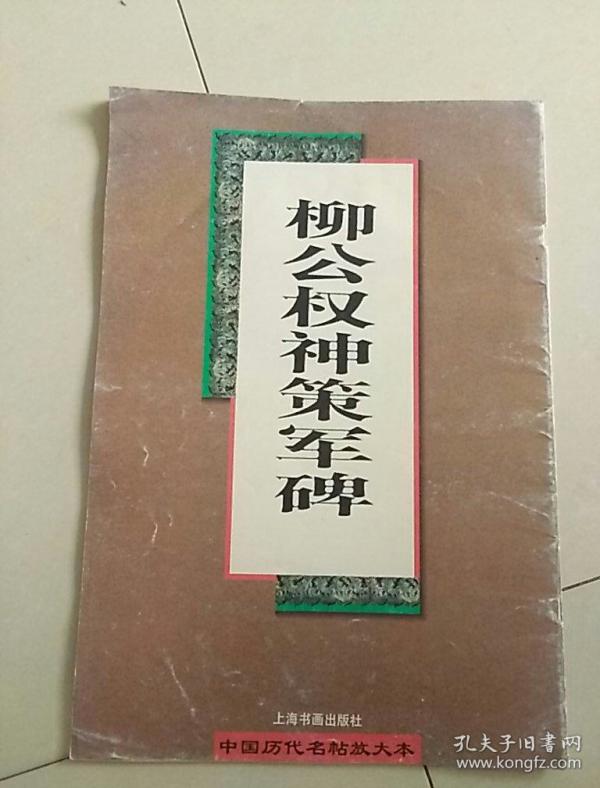 柳公权神策军碑
上海书画出版社
中国历代名帖放大本
孔夫子旧書网
www.kongfz.com